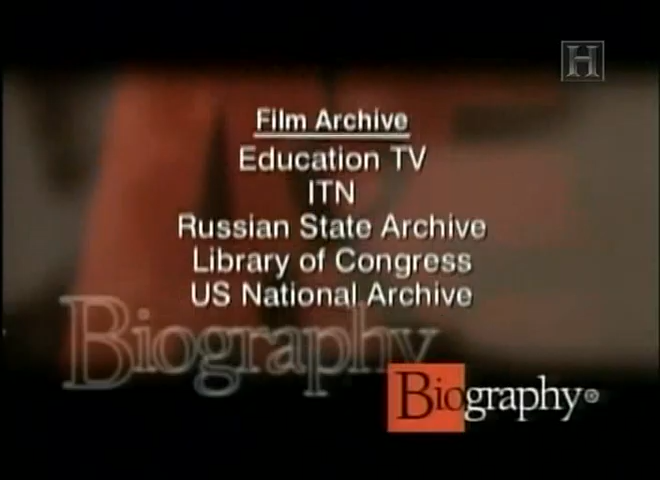 H
Film Archive
Education TV
ITN
Russian State Archive
Library of Congress
US National Archive
Biography
Biography®